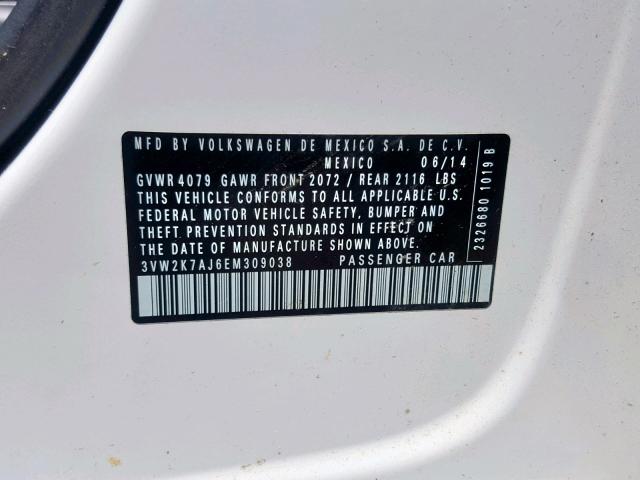 MFD BY VOLKSWAGEN DE MEXICO S.A. DE C.V.
MEXICO 06/14
GVWR 4079 GAWR FRONT 2072 / REAR 2116 LBS
THIS VEHICLE CONFORMS TO ALL APPLICABLE U.S.
FEDERAL MOTOR VEHICLE SAFETY, BUMPER AND
THEFT PREVENTION STANDARDS IN EFFECT ON
THE DATE OF MANUFACTURE SHOWN ABOVE.
3VW2K7AJ6EM309038 PASSENGER CAR
2326680 1019 B